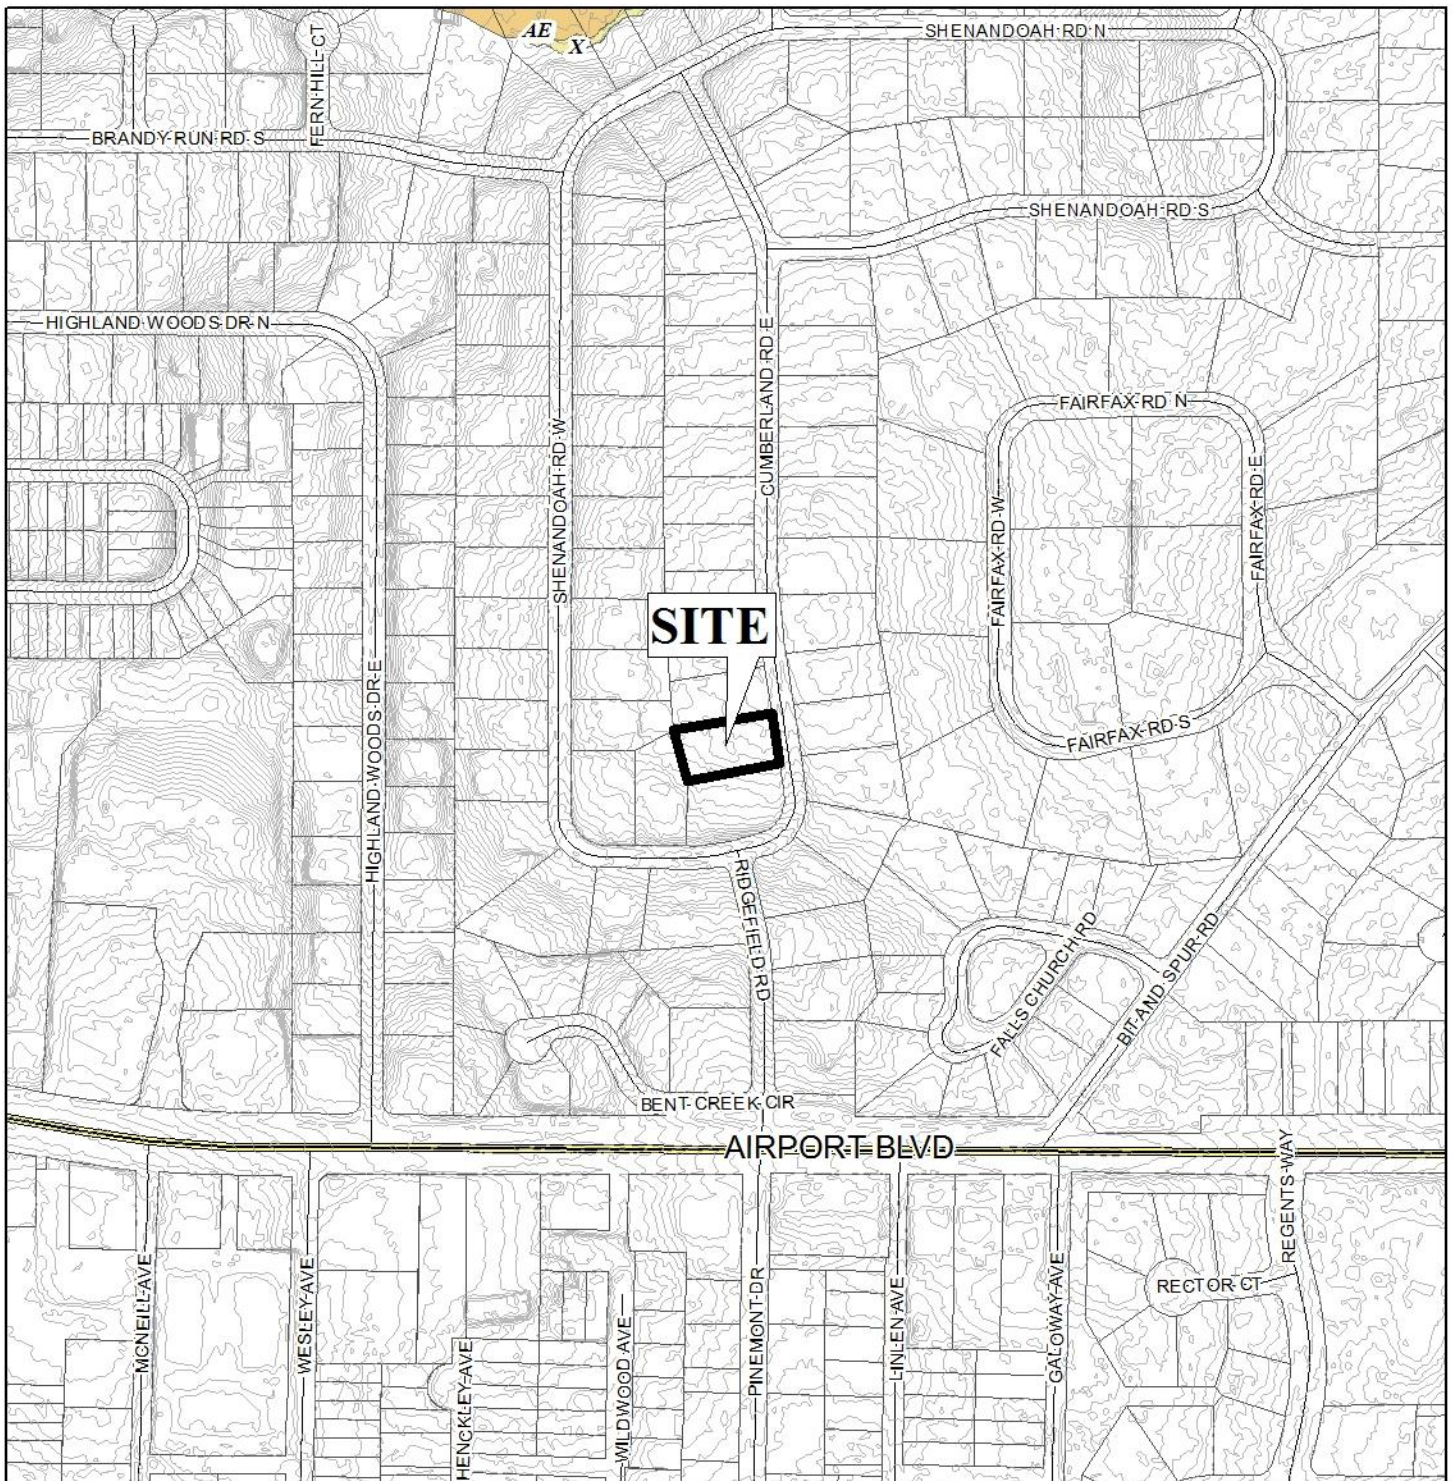 SHENANDOAH RD N
AE
X
FERN HILL CT
BRANDY RUN RD S
SHENANDOAH RD S
HIGHLAND WOODS DR N
CUMBERLAND RD E
FAIRFAX RD N
SHENANDOAH RD W
FAIRFAX RD W
FAIRFAX RD E
SITE
HIGHLAND WOODS DR E
FAIRFAX RD S
RIDGEFIELD RD
FALLS CHURCH RD
BIT AND SPUR RD
BENT CREEK CIR
AIRPORT BLVD
REGENTS WAY
MCNEILL AVE
WESLEY AVE
HENCKLEY AVE
WILDWOOD AVE
PINEMONT DR
LINLEN AVE
GALOWAY AVE
RECTOR CT